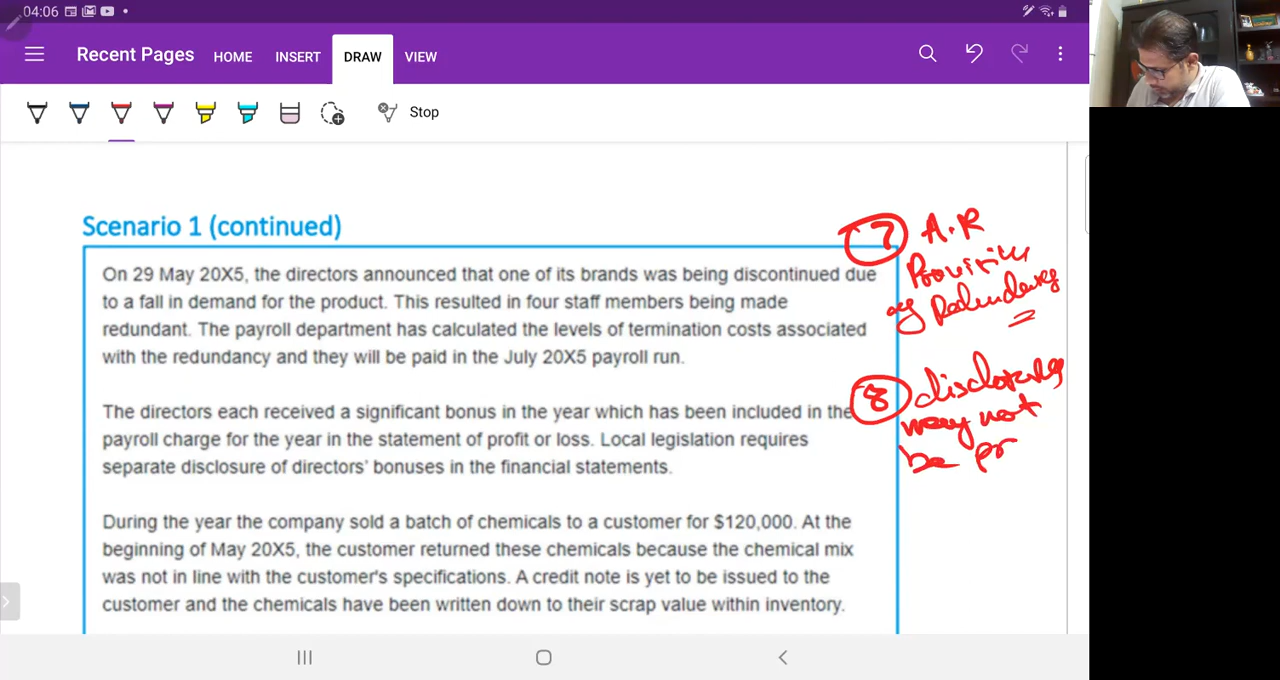 04:06
Recent Pages HOME INSERT DRAW VIEW
Stop
Scenario 1 (continued)
On 29 May 20X5, the directors announced that one of its brands was being discontinued due
to a fall in demand for the product. This resulted in four staff members being made
redundant. The payroll department has calculated the levels of termination costs associated
with the redundancy and they will be paid in the July 20X5 payroll run.
The directors each received a significant bonus in the year which has been included in the
payroll charge for the year in the statement of profit or loss. Local legislation requires
separate disclosure of directors' bonuses in the financial statements.
During the year the company sold a batch of chemicals to a customer for $120,000. At the
beginning of May 20X5, the customer returned these chemicals because the chemical mix
was not in line with the customer's specifications. A credit note is yet to be issued to the
customer and the chemicals have been written down to their scrap value within inventory.
7 A.R
Provision
of Redundancy
8
may not
be pr